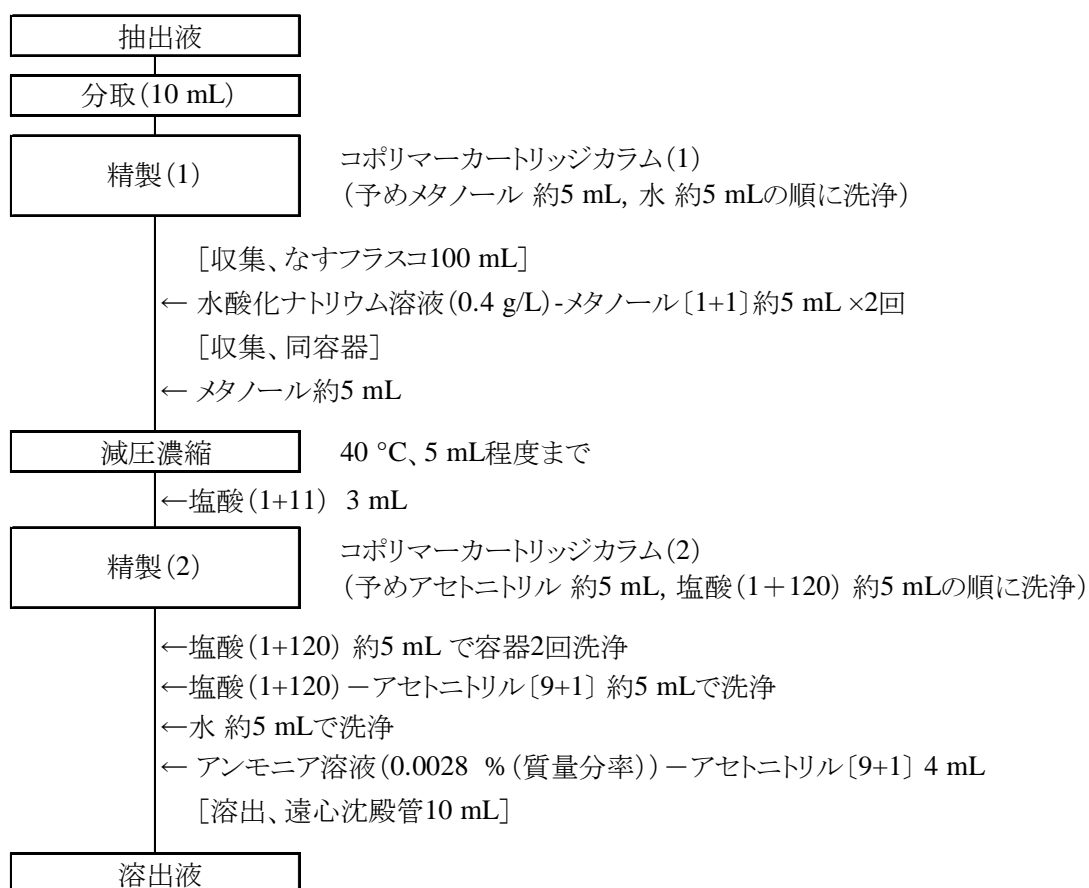 抽出液
分取(10 mL)
精製(1)
コポリマーカートリッジカラム(1)
(予めメタノール 約5 mL, 水 約5 mLの順に洗浄)
[収集、なすフラスコ100 mL]
← 水酸化ナトリウム溶液(0.4 g/L)-メタノール〔1+1〕約5 mL ×2回
[収集、同容器]
← メタノール約5 mL
減圧濃縮
40 °C、5 mL程度まで
←塩酸(1+11) 3 mL
精製(2)
コポリマーカートリッジカラム(2)
(予めアセトニトリル 約5 mL, 塩酸(1+120) 約5 mLの順に洗浄)
←塩酸(1+120) 約5 mL で容器2回洗浄
←塩酸(1+120)-アセトニトリル〔9+1〕 約5 mLで洗浄
←水 約5 mLで洗浄
← アンモニア溶液(0.0028 %(質量分率))-アセトニトリル〔9+1〕 4 mL
[溶出、遠心沈殿管10 mL]
溶出液